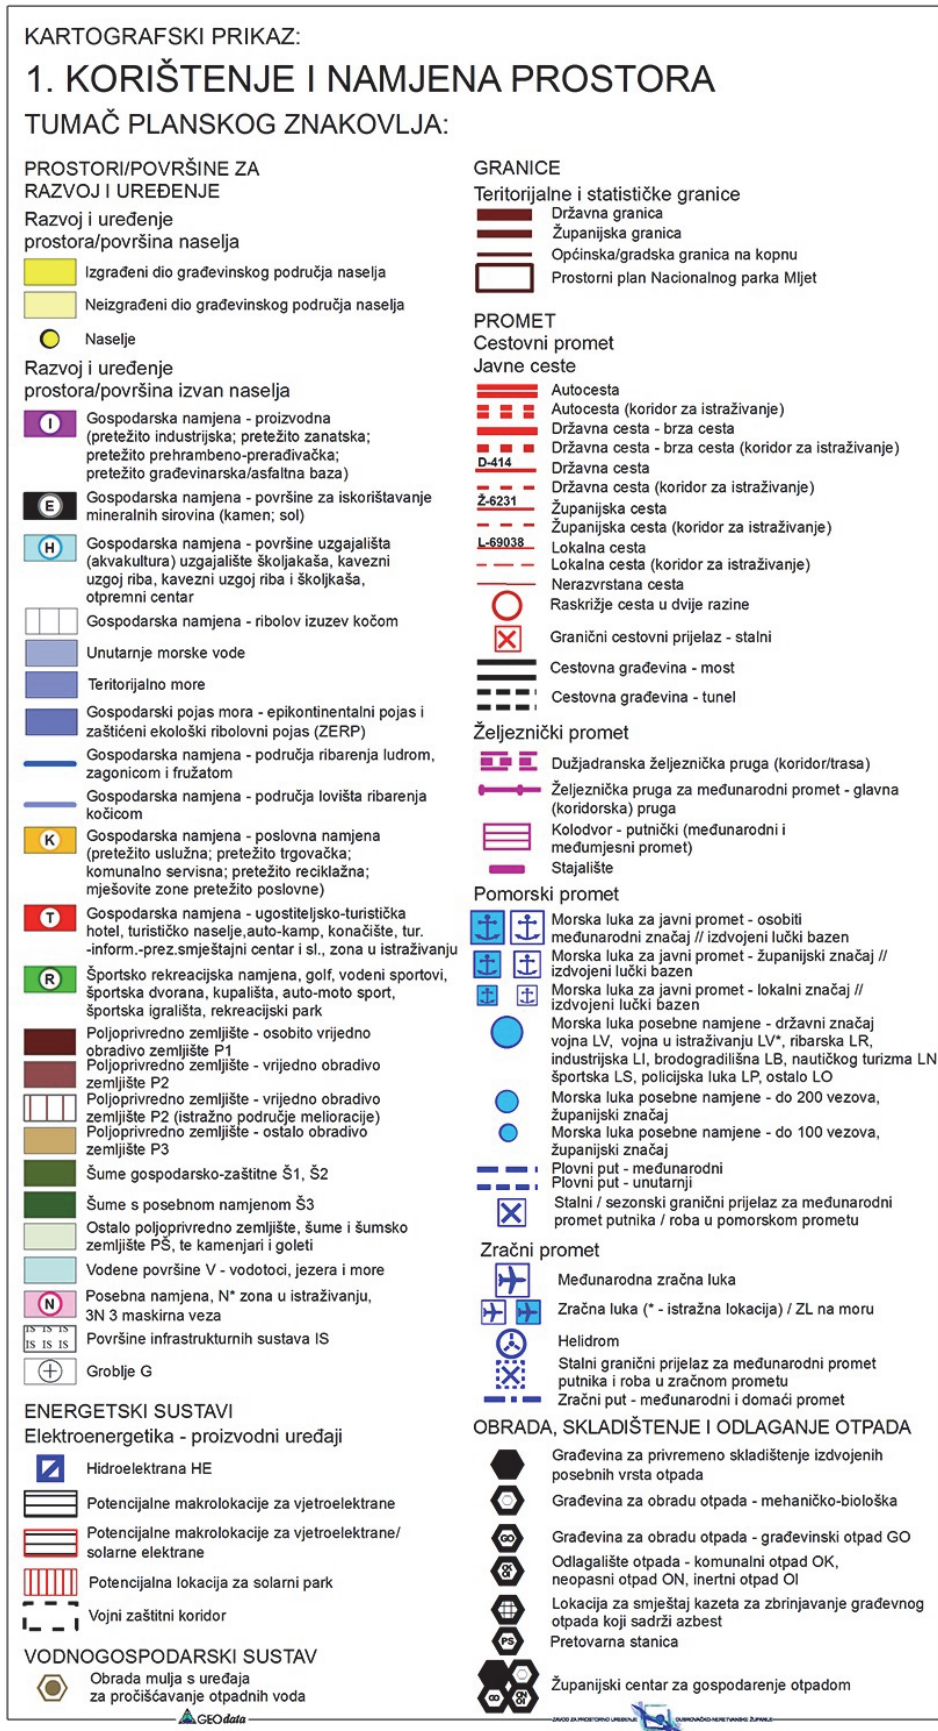 KARTOGRAFSKI PRIKAZ:
1. KORIŠTENJE I NAMJENA PROSTORA
TUMAČ PLANSKOG ZNAKOVLJA:
PROSTORI/POVRŠINE ZA
RAZVOJ I UREĐENJE
Razvoj i uređenje
prostora/površina naselja
Izgrađeni dio građevinskog područja naselja
Neizgrađeni dio građevinskog područja naselja
Naselje
Razvoj i uređenje
prostora/površina izvan naselja
I
Gospodarska namjena - proizvodna
(pretežito industrijska; pretežito zanatska;
pretežito prehrambeno-prerađivačka;
pretežito građevinarska/asfaltna baza)
E
Gospodarska namjena - površine za iskorištavanje
mineralnih sirovina (kamen; sol)
H
Gospodarska namjena - površine uzgajališta
(akvakultura) uzgajalište školjakaša, kavezni
uzgoj riba, kavezni uzgoj riba i školjkaša,
otpremni centar
Gospodarska namjena - ribolov izuzev kočom
Unutarnje morske vode
Teritorijalno more
Gospodarski pojas mora - epikontinentalni pojas i
zaštićeni ekološki ribolovni pojas (ZERP)
Gospodarska namjena - područja ribarenja ludrom,
zagonicom i fružatom
Gospodarska namjena - područja lovišta ribarenja
kočicom
K
Gospodarska namjena - poslovna namjena
(pretežito uslužna; pretežito trgovačka;
komunalno servisna; pretežito reciklažna;
mješovite zone pretežito poslovne)
T
Gospodarska namjena - ugostiteljsko-turistička
hotel, turističko naselje,auto-kamp, konačište, tur.
-inform.-prez.smještajni centar i sl., zona u istraživanju
R
Športsko rekreacijska namjena, golf, vodeni sportovi,
športska dvorana, kupališta, auto-moto sport,
športska igrališta, rekreacijski park
Poljoprivredno zemljište - osobito vrijedno
obradivo zemljište P1
Poljoprivredno zemljište - vrijedno obradivo
zemljište P2
Poljoprivredno zemljište - vrijedno obradivo
zemljište P2 (istražno područje melioracije)
Poljoprivredno zemljište - ostalo obradivo
zemljište P3
Šume gospodarsko-zaštitne Š1, Š2
Šume s posebnom namjenom Š3
Ostalo poljoprivredno zemljište, šume i šumsko
zemljište PŠ, te kamenjari i goleti
Vodene površine V - vodotoci, jezera i more
N
Posebna namjena, N* zona u istraživanju,
3N 3 maskirna veza
IS IS IS
IS IS IS
Površine infrastrukturnih sustava IS
Groblje G
ENERGETSKI SUSTAVI
Elektroenergetika - proizvodni uređaji
Hidroelektrana HE
Potencijalne makrolokacije za vjetroelektrane
Potencijalne makrolokacije za vjetroelektrane/
solarne elektrane
Potencijalna lokacija za solarni park
Vojni zaštitni koridor
VODNOGOSPODARSKI SUSTAV
Obrada mulja s uređaja
za pročišćavanje otpadnih voda
GEOdata
GRANICE
Teritorijalne i statističke granice
Državna granica
Županijska granica
Općinska/gradska granica na kopnu
Prostorni plan Nacionalnog parka Mljet
PROMET
Cestovni promet
Javne ceste
Autocesta
Autocesta (koridor za istraživanje)
Državna cesta - brza cesta
Državna cesta - brza cesta (koridor za istraživanje)
D-414
Državna cesta
Državna cesta (koridor za istraživanje)
Ž-6231
Županijska cesta
Županijska cesta (koridor za istraživanje)
L-69038
Lokalna cesta
Lokalna cesta (koridor za istraživanje)
Nerazvrstana cesta
Raskrižje cesta u dvije razine
Granični cestovni prijelaz - stalni
Cestovna građevina - most
Cestovna građevina - tunel
Željeznički promet
Dužjadranska željeznička pruga (koridor/trasa)
Željeznička pruga za međunarodni promet - glavna
(koridorska) pruga
Kolodvor - putnički (međunarodni i
međumjesni promet)
Stajalište
Pomorski promet
Morska luka za javni promet - osobiti
međunarodni značaj // izdvojeni lučki bazen
Morska luka za javni promet - županijski značaj //
izdvojeni lučki bazen
Morska luka za javni promet - lokalni značaj //
izdvojeni lučki bazen
Morska luka posebne namjene - državni značaj
vojna LV, vojna u istraživanju LV*, ribarska LR,
industrijska LI, brodogradilišna LB, nautičkog turizma LN
športska LS, policijska luka LP, ostalo LO
Morska luka posebne namjene - do 200 vezova,
županijski značaj
Morska luka posebne namjene - do 100 vezova,
županijski značaj
Plovni put - međunarodni
Plovni put - unutarnji
Stalni / sezonski granični prijelaz za međunarodni
promet putnika / roba u pomorskom prometu
Zračni promet
Međunarodna zračna luka
Zračna luka (* - istražna lokacija) / ZL na moru
Helidrom
Stalni granični prijelaz za međunarodni promet
putnika i roba u zračnom prometu
Zračni put - međunarodni i domaći promet
OBRADA, SKLADIŠTENJE I ODLAGANJE OTPADA
Građevina za privremeno skladištenje izdvojenih
posebnih vrsta otpada
Građevina za obradu otpada - mehaničko-biološka
GO
Građevina za obradu otpada - građevinski otpad GO
OK
OI
Odlagalište otpada - komunalni otpad OK,
neopasni otpad ON, inertni otpad OI
Lokacija za smještaj kazeta za zbrinjavanje građevnog
otpada koji sadrži azbest
PS
Pretovarna stanica
GO
ON
OI
Županijski centar za gospodarenje otpadom
ZAVOD ZA PROSTORNO UREĐENJE
DUBROVAČKO-NERETVANSKE ŽUPANIJE